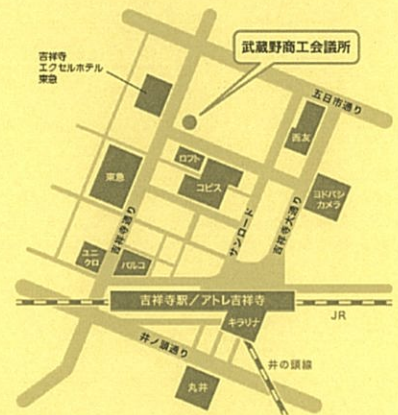 武蔵野商工会議所
吉祥寺
エクセルホテル
東急
五日市通り
西友
ロフト
コピス
東急
ヨドバシ
カメラ
吉祥寺通り
サンロード
吉祥寺大通り
ユニ
クロ
パルコ
吉祥寺駅/アトレ吉祥寺
JR
キラリナ
井ノ頭通り
井の頭線
丸井